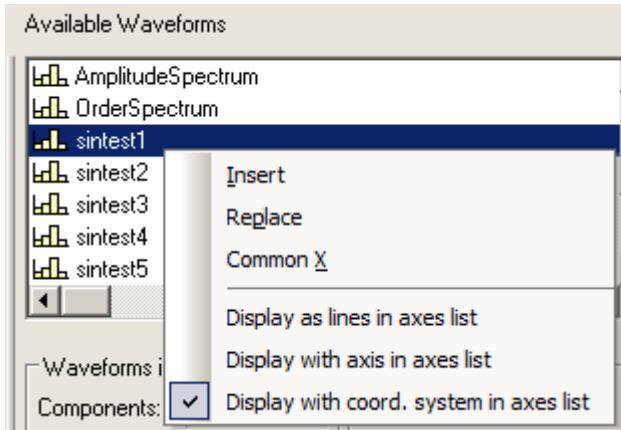 Available Waveforms
AmplitudeSpectrum
OrderSpectrum
sintest1
sintest2
sintest3
sintest4
sintest5
Insert
Replace
Common X
Display as lines in axes list
Display with axis in axes list
Display with coord. system in axes list
Waveforms i
Components: